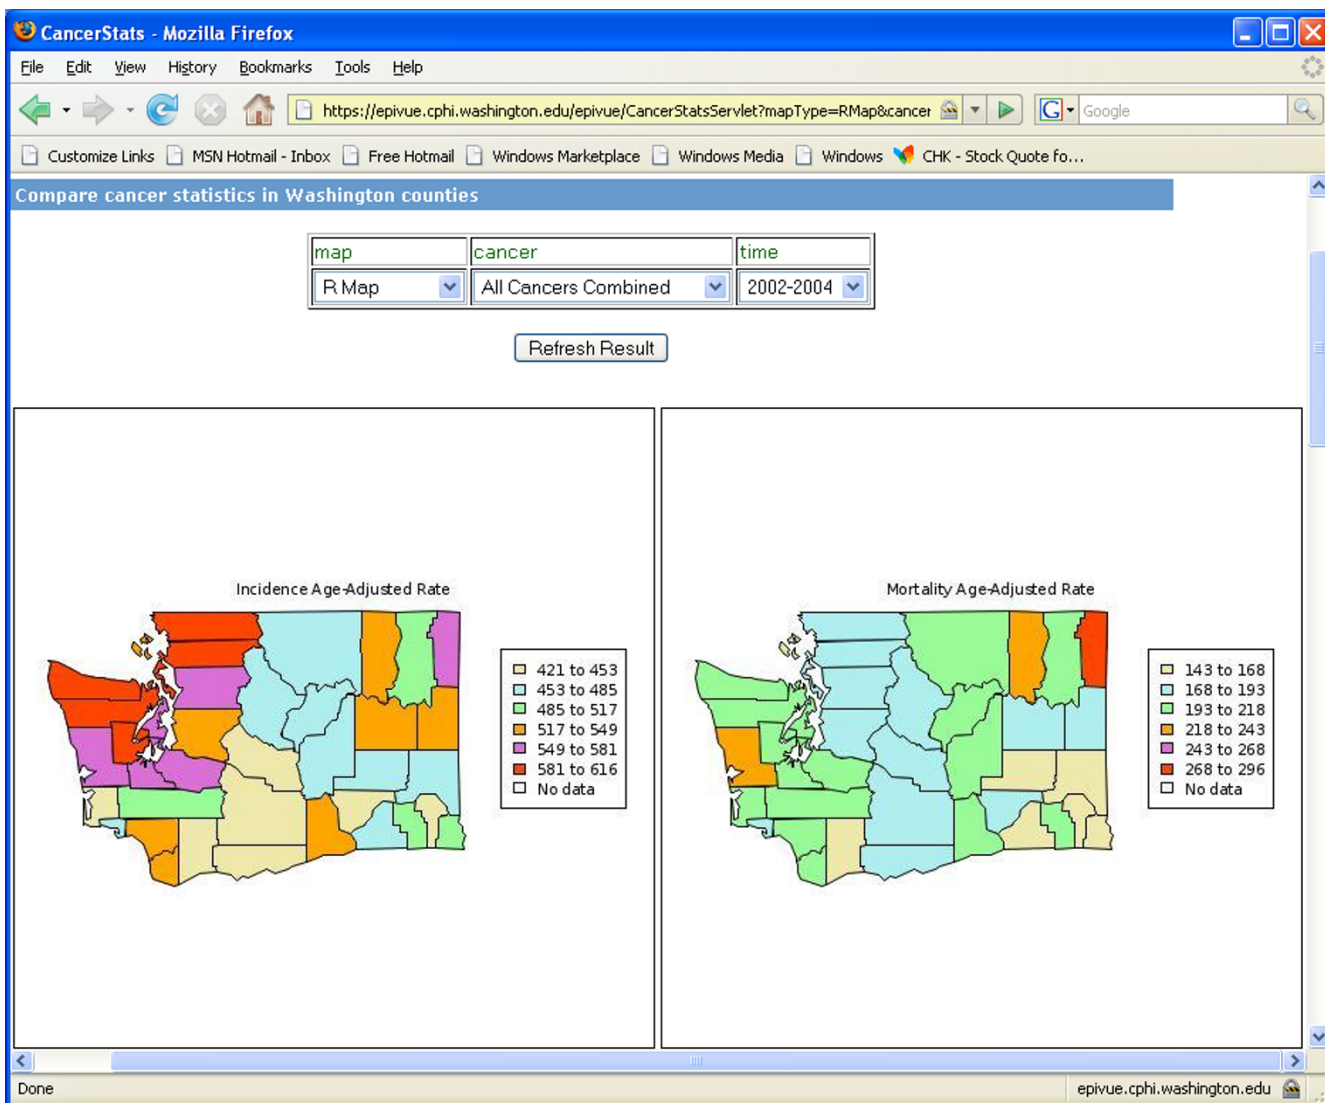 CancerStats - Mozilla Firefox
File Edit View History Bookmarks Tools Help
https://epivue.cphi.washington.edu/epivue/CancerStatsServlet?mapType=RMap&cancer
G Google
Customize Links MSN Hotmail - Inbox Free Hotmail Windows Marketplace Windows Media Windows CHK - Stock Quote fo...
Compare cancer statistics in Washington counties
map cancer time
R Map All Cancers Combined 2002-2004
Refresh Result
Incidence Age-Adjusted Rate
421 to 453
453 to 485
485 to 517
517 to 549
549 to 581
581 to 616
No data
Mortality Age-Adjusted Rate
143 to 168
168 to 193
193 to 218
218 to 243
243 to 268
268 to 296
No data
Done epivue.cphi.washington.edu